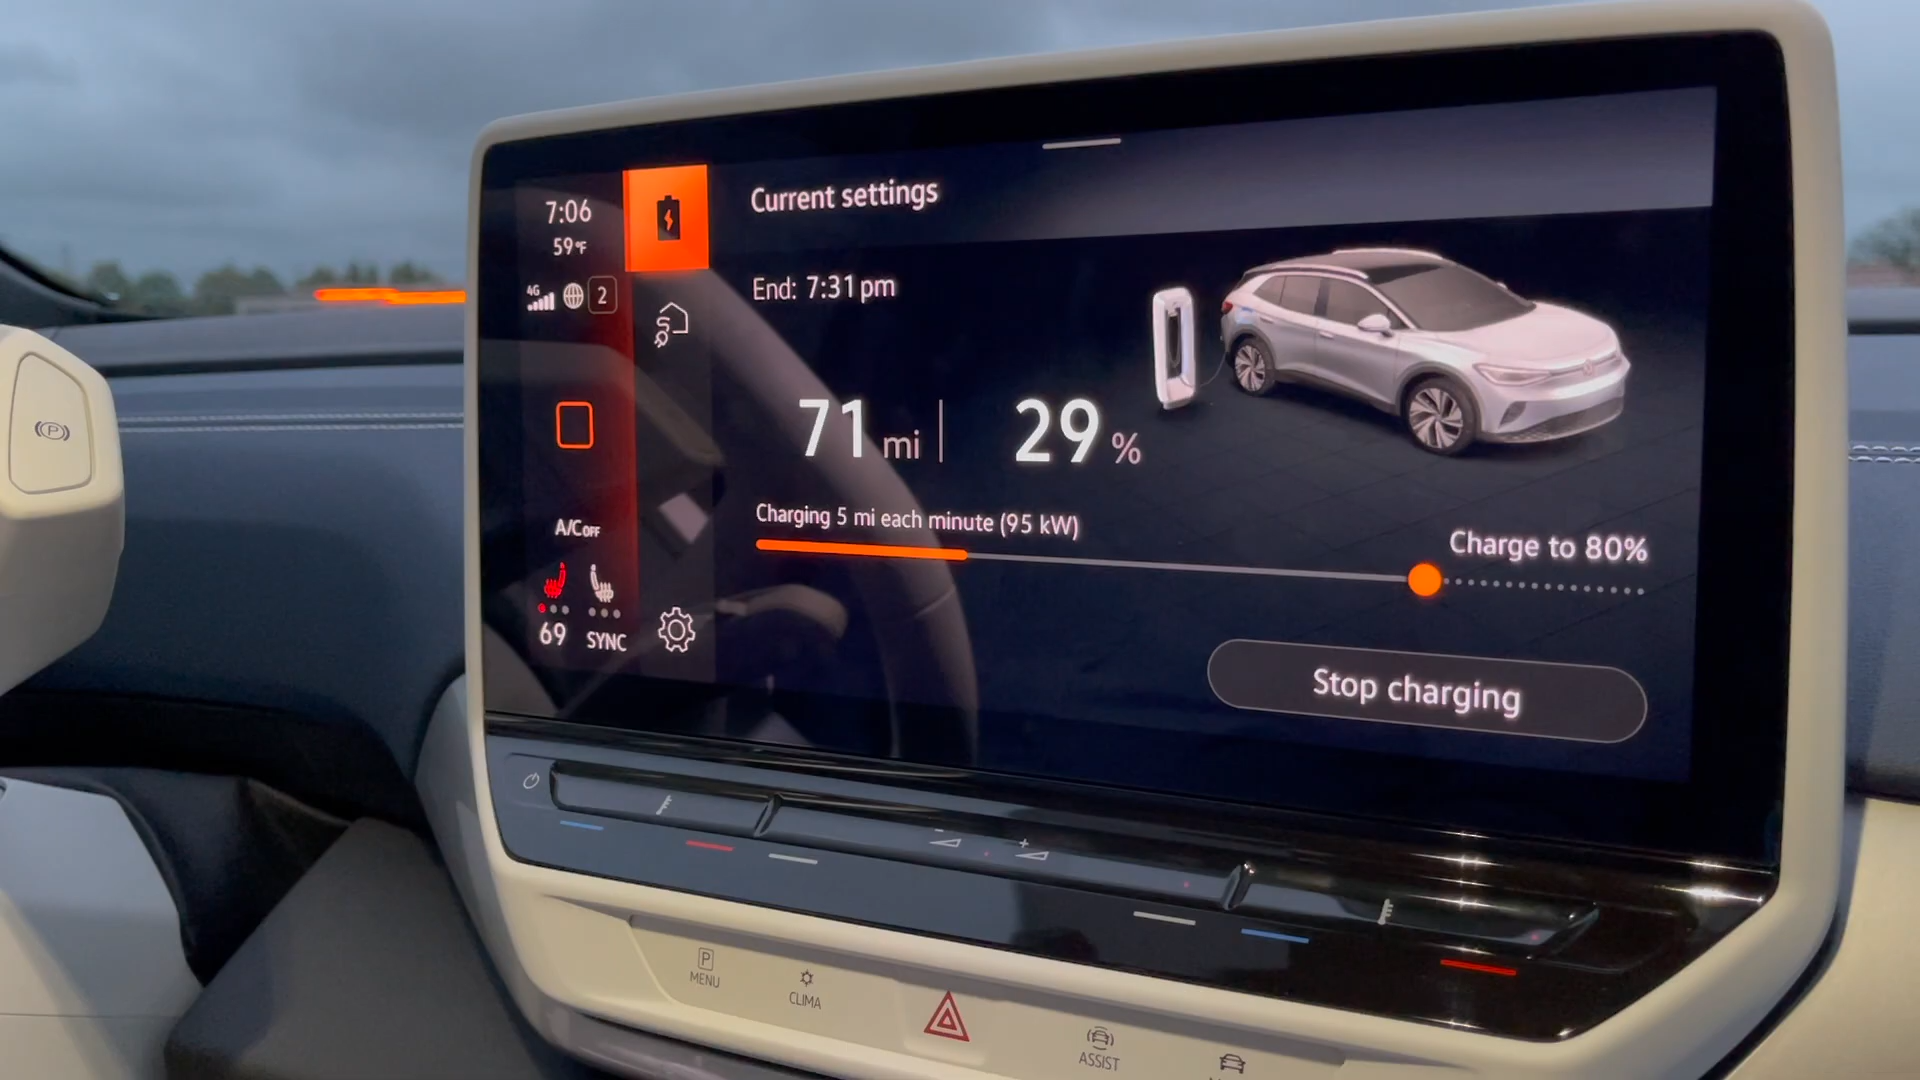 7:06
59°F
4G
2
A/C OFF
69
SYNC
Current settings
End: 7:31 pm
71 mi
29 %
Charging 5 mi each minute (95 kW)
Charge to 80%
Stop charging
P
P
MENU
CLIMA
ASSIST